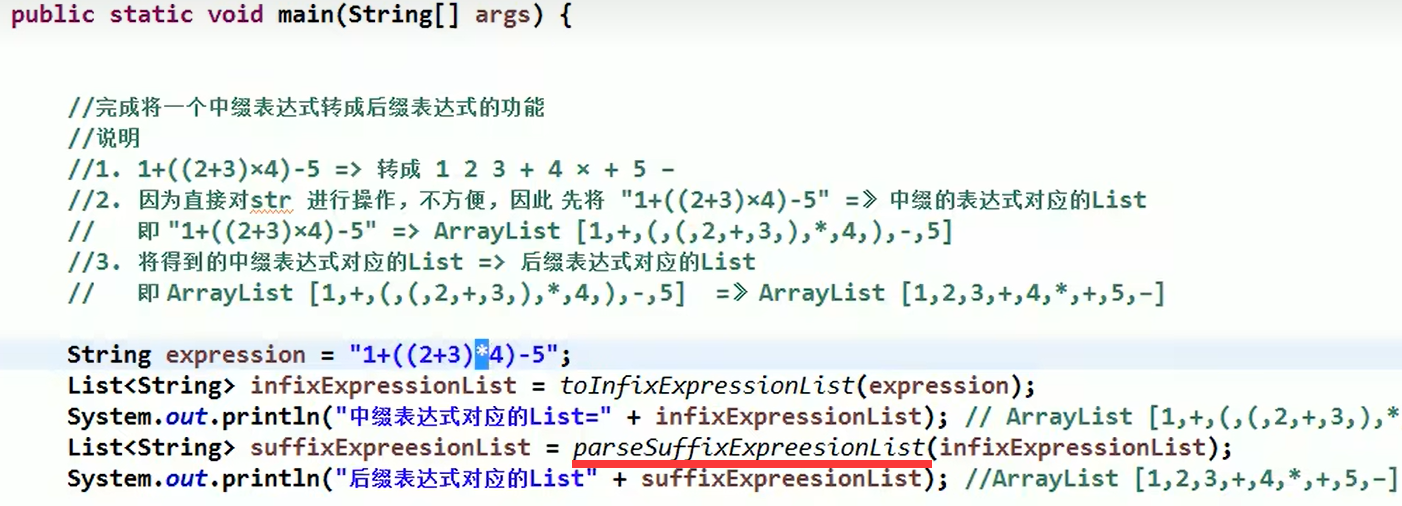 public static void main(String[] args) {
//完成将一个中缀表达式转成后缀表达式的功能
//说明
//1. 1+((2+3)×4)-5 => 转成 1 2 3 + 4 × + 5 –
//2. 因为直接对str 进行操作，不方便，因此 先将 "1+((2+3)×4)-5" =》 中缀的表达式对应的List
// 即 "1+((2+3)×4)-5" => ArrayList [1,+,(,(,2,+,3,),*,4,),-,5]
//3. 将得到的中缀表达式对应的List => 后缀表达式对应的List
// 即 ArrayList [1,+,(,(,2,+,3,),*,4,),-,5] =》 ArrayList [1,2,3,+,4,*,+,5,–]
String expression = "1+((2+3)*4)-5";
List<String> infixExpressionList = toInfixExpressionList(expression);
System.out.println("中缀表达式对应的List=" + infixExpressionList); // ArrayList [1,+,(,(,2,+,3,),*
List<String> suffixExpreesionList = parseSuffixExpreesionList(infixExpressionList);
System.out.println("后缀表达式对应的List" + suffixExpreesionList); //ArrayList [1,2,3,+,4,*,+,5,–]